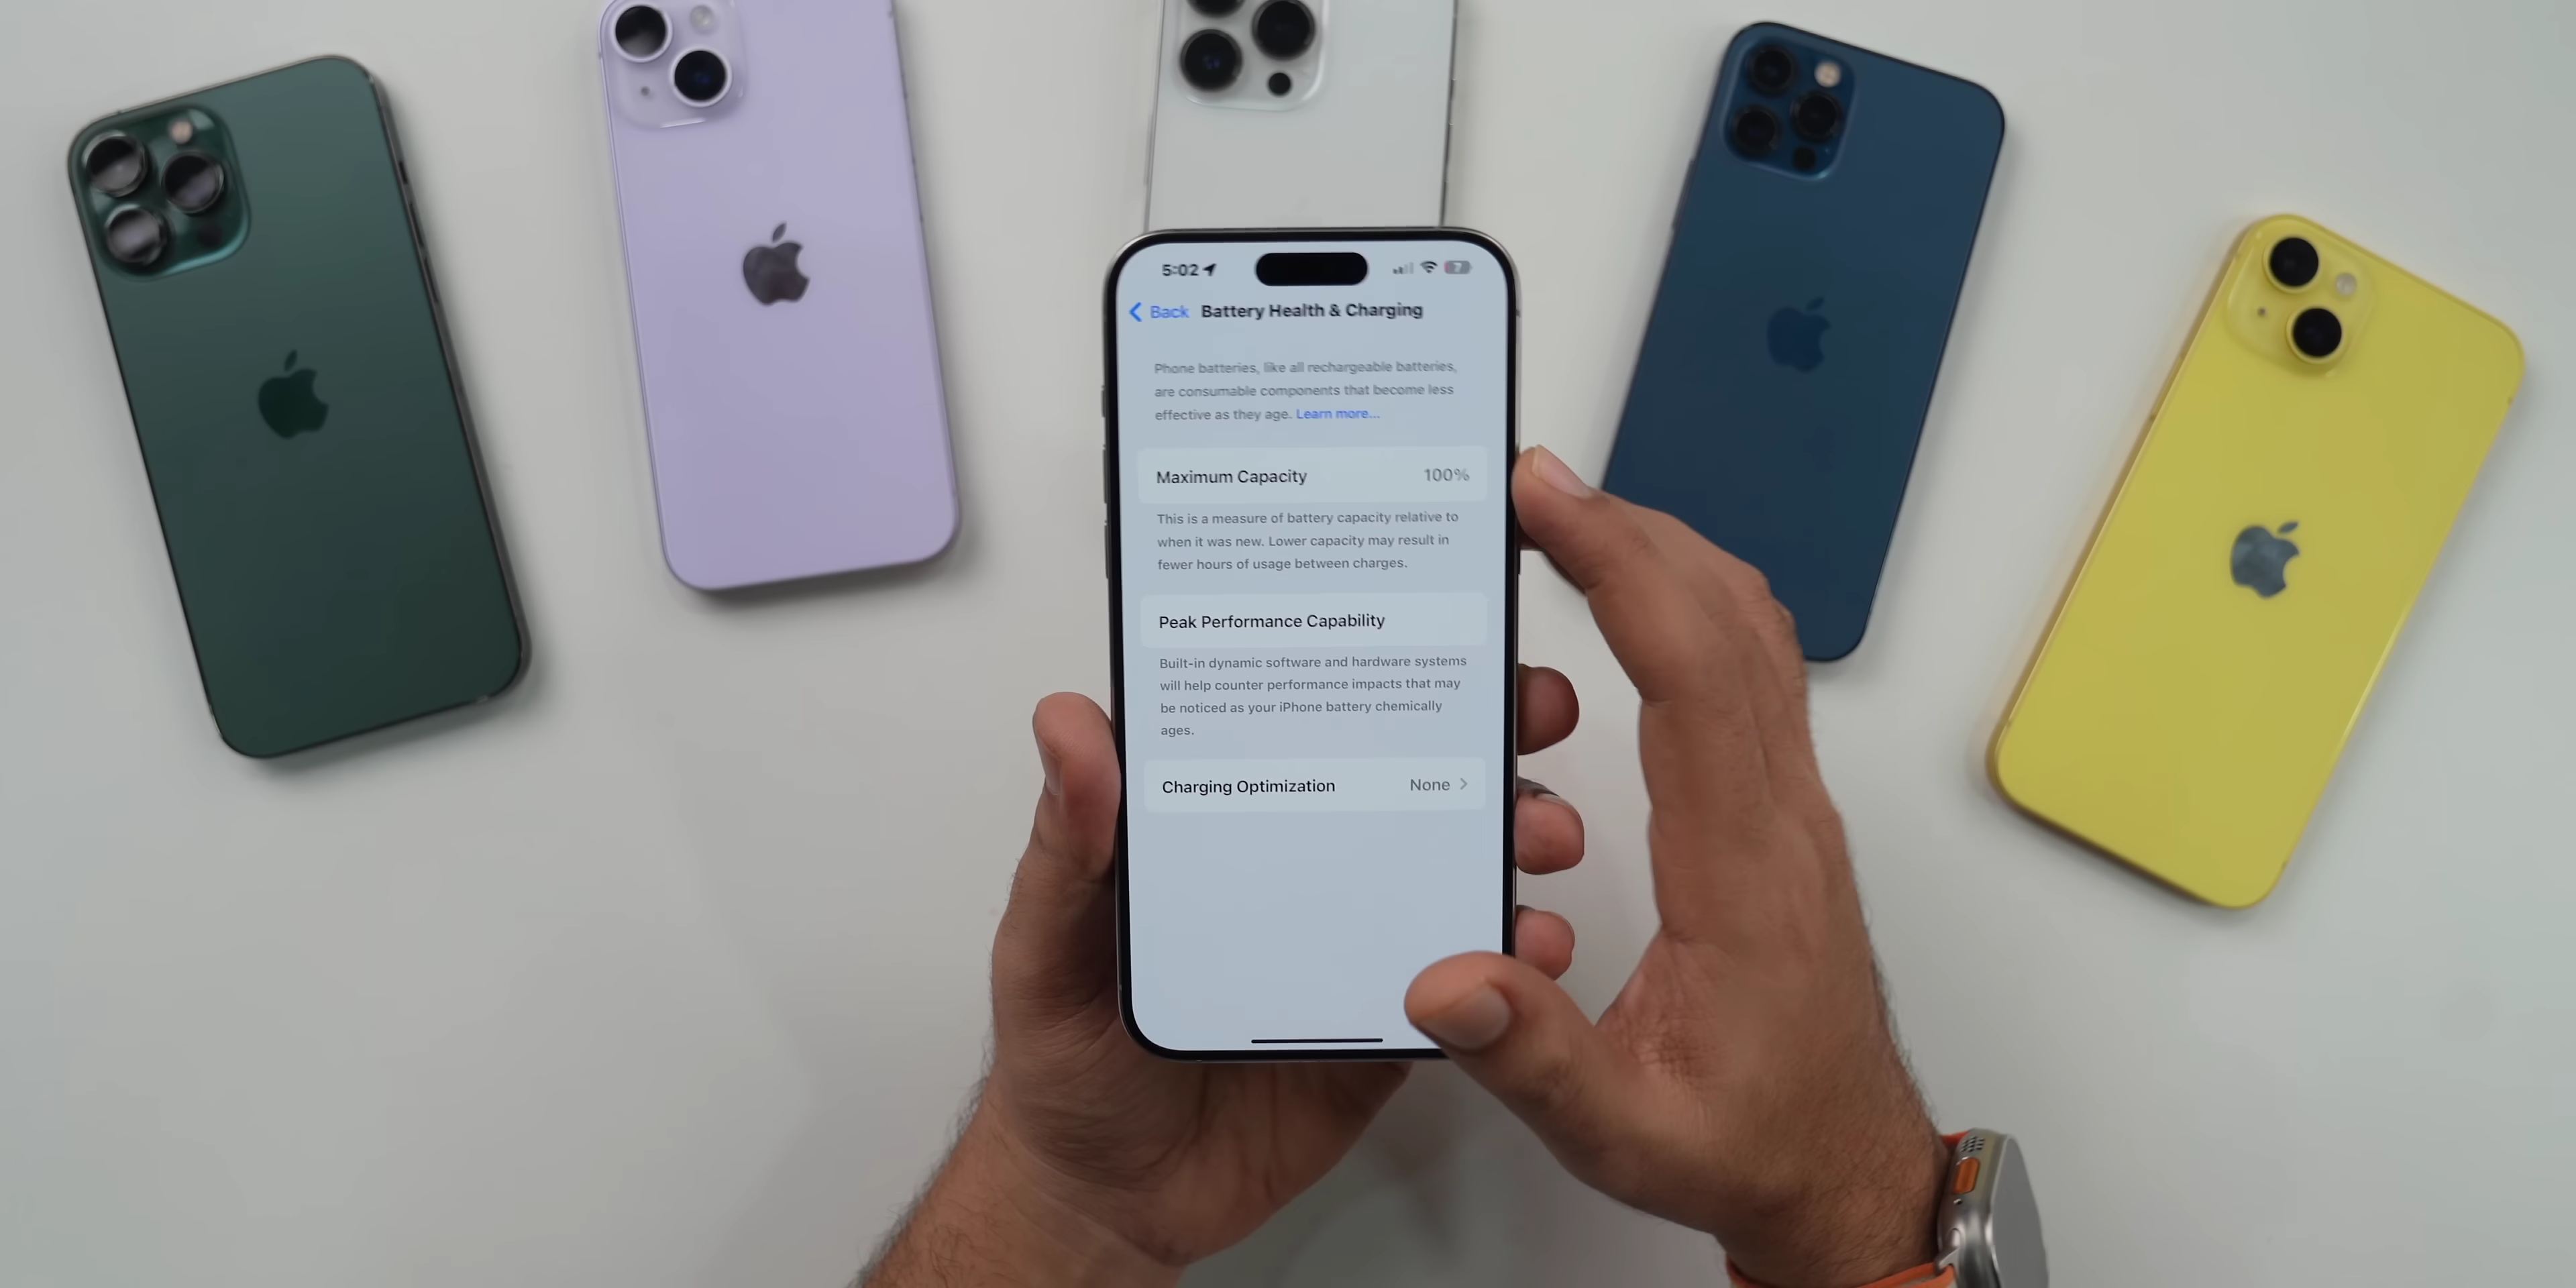 5:02
7
Back Battery Health & Charging
Phone batteries, like all rechargeable batteries,
are consumable components that become less
effective as they age. Learn more...
Maximum Capacity 100%
This is a measure of battery capacity relative to
when it was new. Lower capacity may result in
fewer hours of usage between charges.
Peak Performance Capability
Built-in dynamic software and hardware systems
will help counter performance impacts that may
be noticed as your iPhone battery chemically
ages.
Charging Optimization None